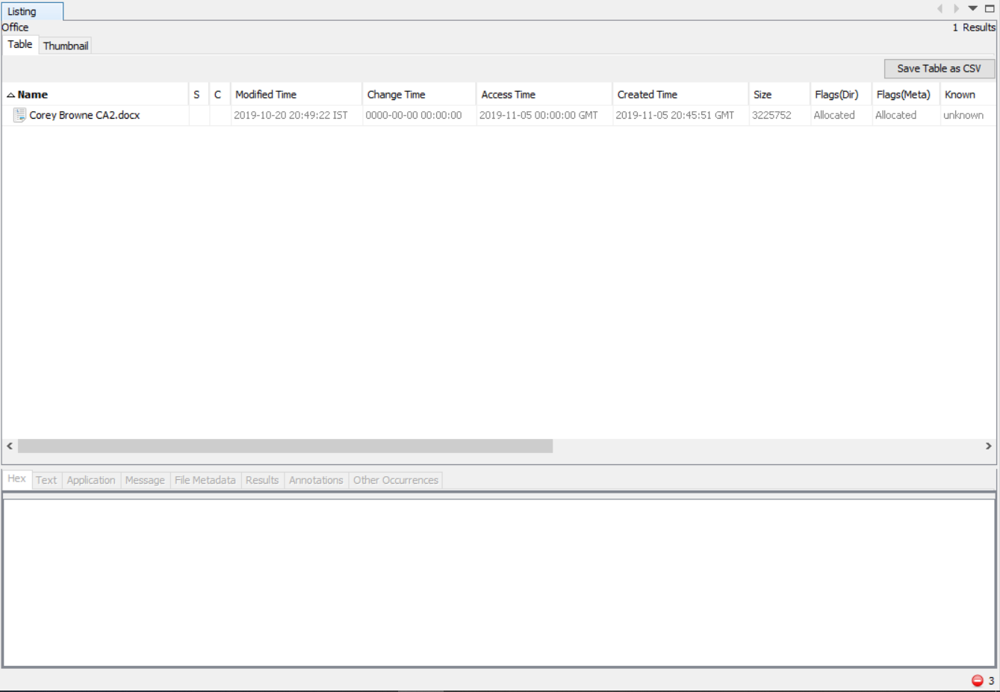 Listing
Office 1 Results
Table Thumbnail
Save Table as CSV
Name S C Modified Time Change Time Access Time Created Time Size Flags(Dir) Flags(Meta) Known
Corey Browne CA2.docx 2019-10-20 20:49:22 IST 0000-00-00 00:00:00 2019-11-05 00:00:00 GMT 2019-11-05 20:45:51 GMT 3225752 Allocated Allocated unknown
Hex Text Application Message File Metadata Results Annotations Other Occurrences
3